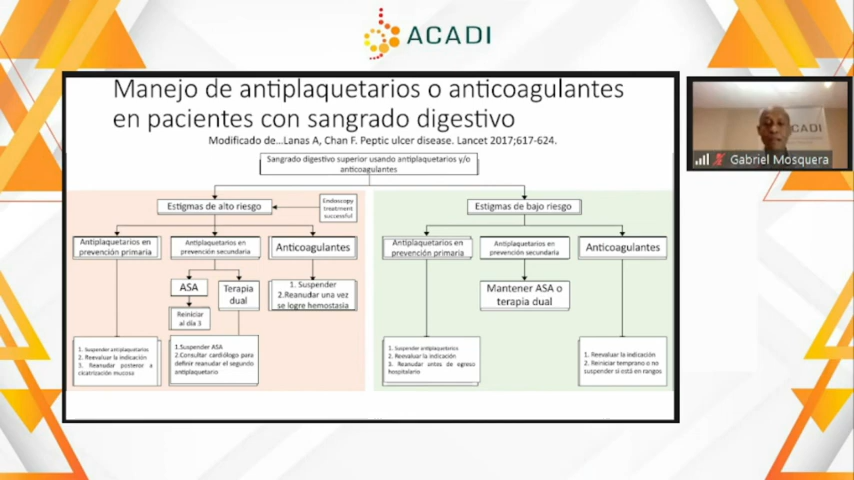 ACADI
Manejo de antiplaquetarios o anticoagulantes
en pacientes con sangrado digestivo
Modificado de...Lanas A, Chan F. Peptic ulcer disease. Lancet 2017;617-624.
Sangrado digestivo superior usando antiplaquetarios y/o
anticoagulantes
Estigmas de alto riesgo
Endoscopy
treatment
successful
Estigmas de bajo riesgo
Antiplaquetarios en
prevención primaria
Antiplaquetarios en
prevención secundaria
Anticoagulantes
Antiplaquetarios en
prevención primaria
Antiplaquetarios en
prevención secundaria
Anticoagulantes
ASA
Terapia
dual
1. Suspender
2.Reanudar una vez
se logre hemostasia
Mantener ASA o
terapia dual
Reiniciar
al día 3
1. Suspender antiplaquetarios
2. Reevaluar la indicación
3. Reanudar posterior a
cicatrización mucosa
1.Suspender ASA
2.Consultar cardiólogo para
definir reanudar el segundo
antiplaquetario
1. Suspender antiplaquetarios
2. Reevaluar la indicación
3. Reanudar antes de egreso
hospitalario
1. Reevaluar la indicación
2. Reiniciar temprano o no
suspender si está en rangos
CADI
Gabriel Mosquera